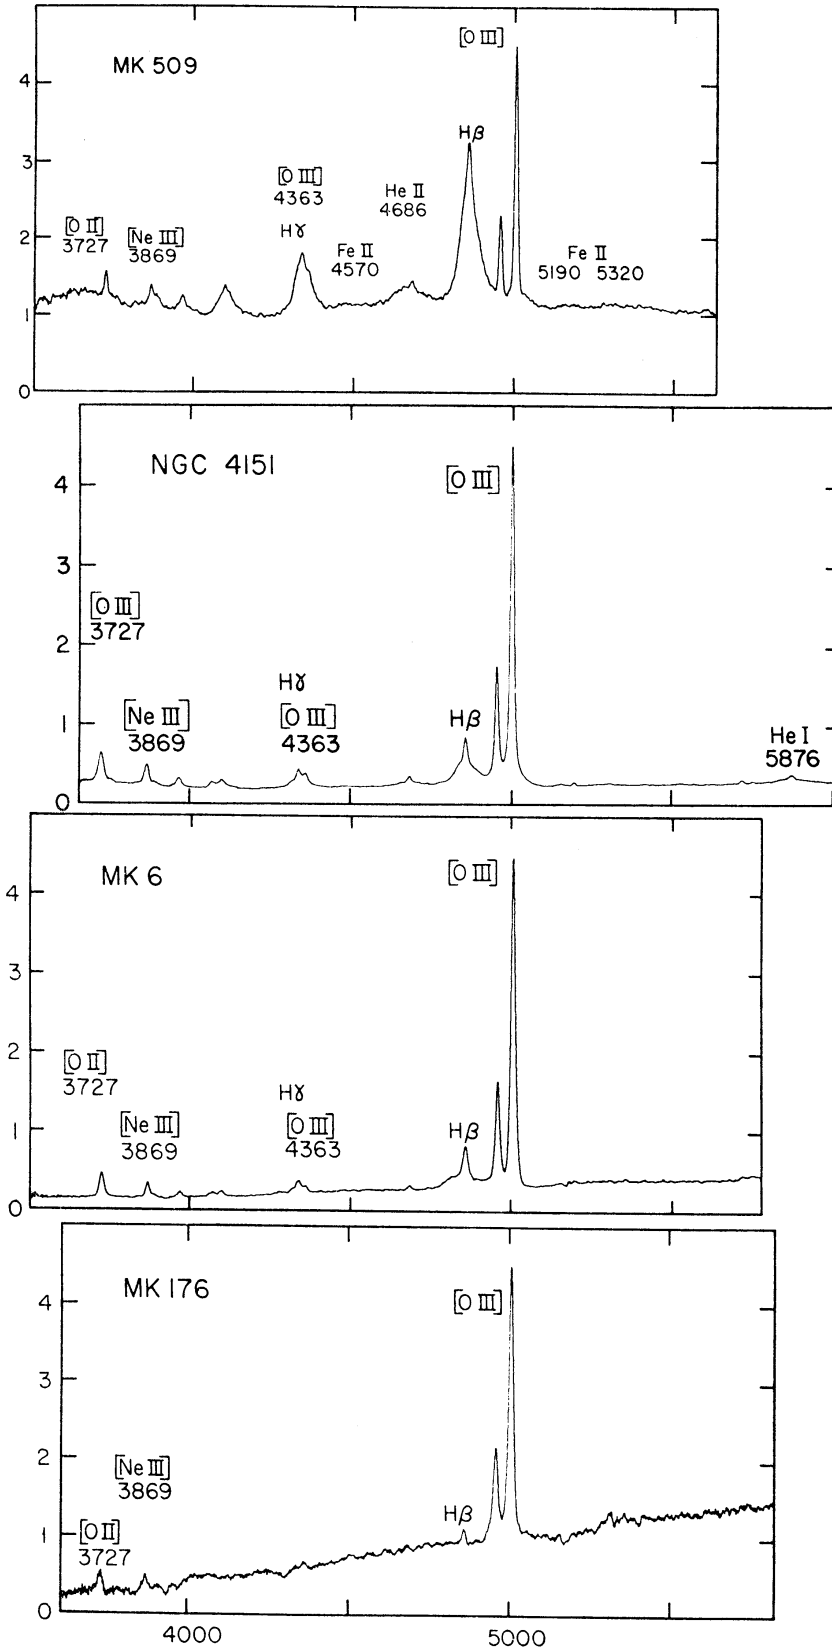 [O III]
MK 509
4
Hβ
3
[O III]
4363
He II
4686
[O II]
3727
[Ne III]
3869
Hγ
Fe II
4570
Fe II
5190 5320
2
1
0
NGC 4151
[O III]
4
3
[O III]
3727
2
Hγ
[Ne III]
3869
[O III]
4363
Hβ
He I
5876
1
0
MK 6
[O III]
4
3
2
[O II]
3727
Hγ
[Ne III]
3869
[O III]
4363
Hβ
1
0
MK 176
[O III]
4
3
2
[Ne III]
3869
Hβ
[O II]
3727
1
0
4000 5000